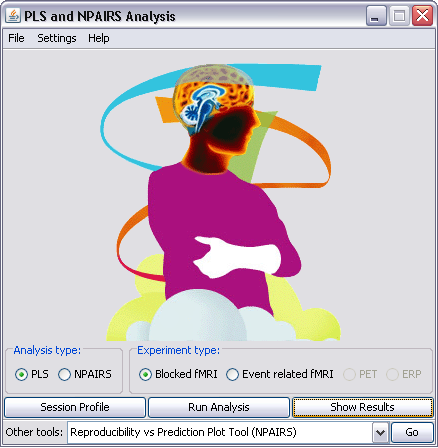 PLS and NPAIRS Analysis
File Settings Help
Analysis type: Experiment type:
PLS NPAIRS Blocked fMRI Event related fMRI PET ERP
Session Profile Run Analysis Show Results
Other tools: Reproducibility vs Prediction Plot Tool (NPAIRS) Go